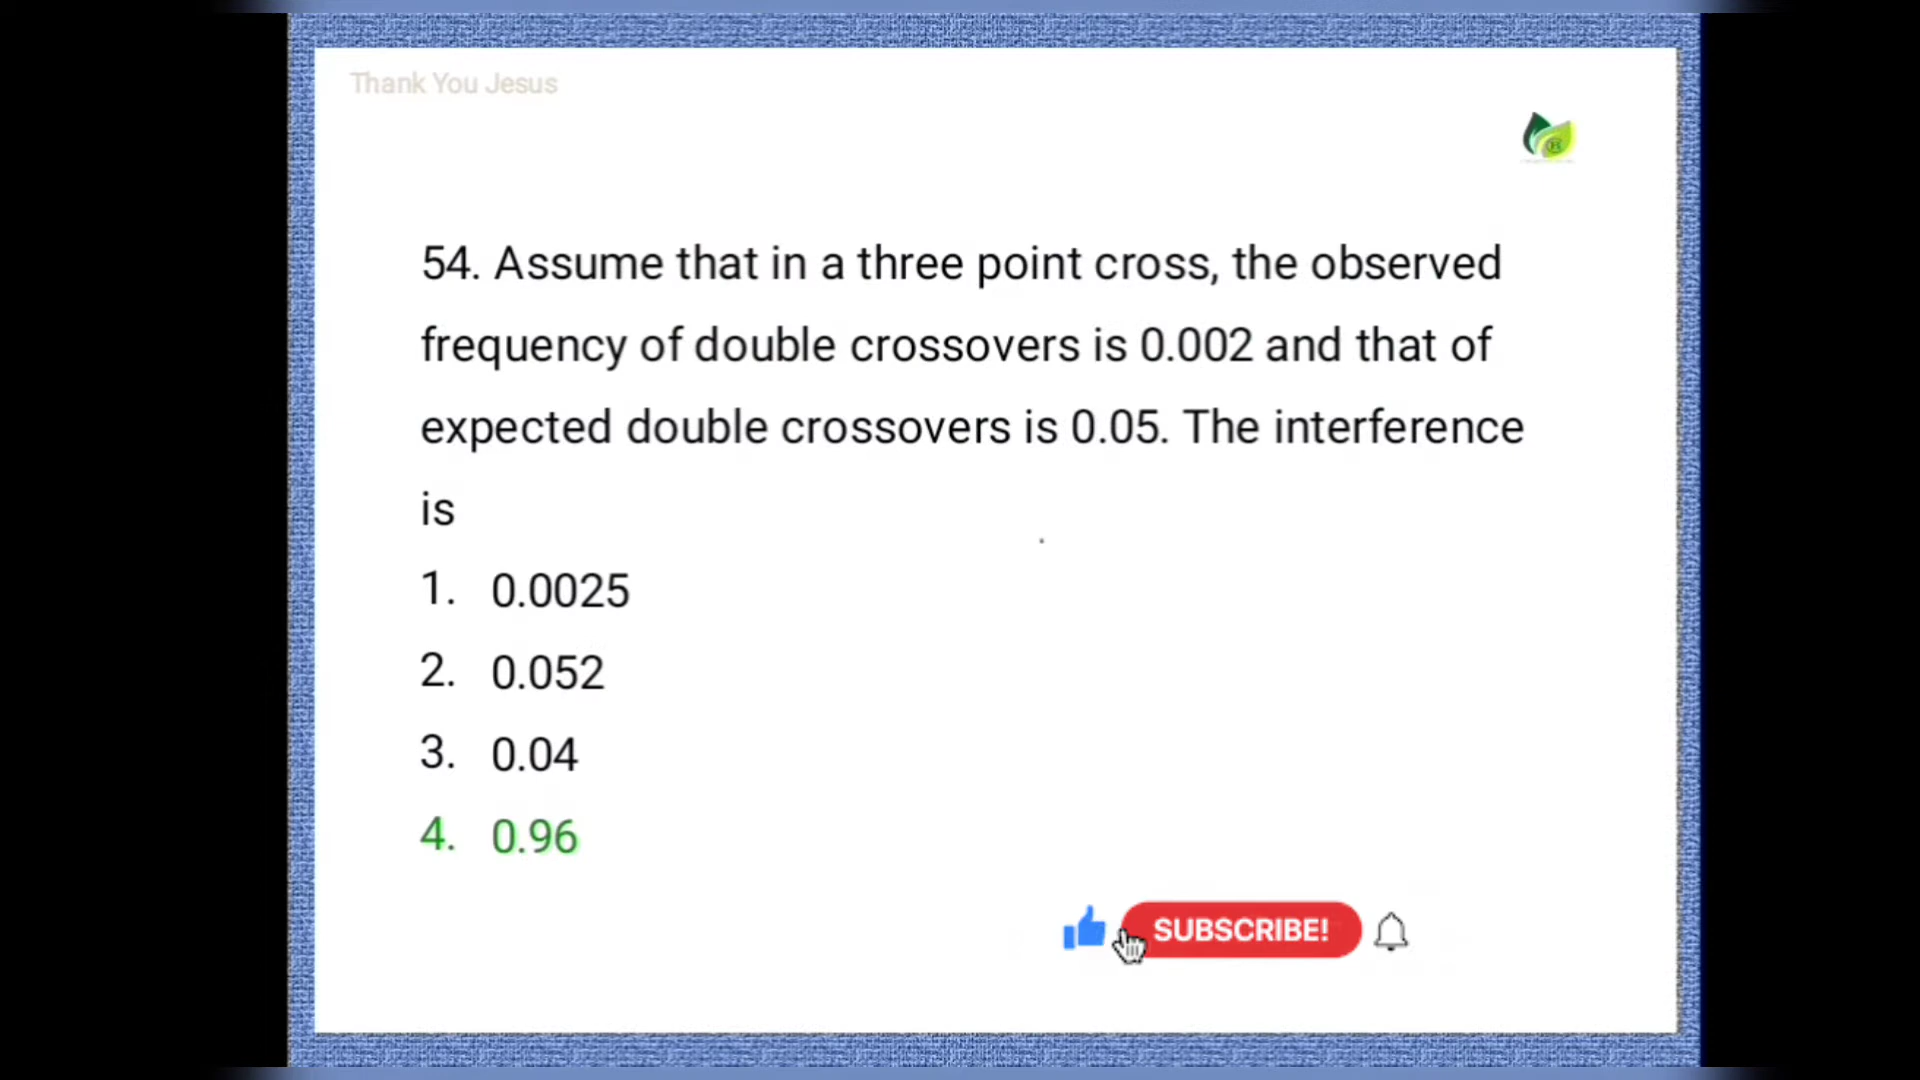 Thank You Jesus
54. Assume that in a three point cross, the observed
frequency of double crossovers is 0.002 and that of
expected double crossovers is 0.05. The interference
is
1. 0.0025
2. 0.052
3. 0.04
4. 0.96
SUBSCRIBE!